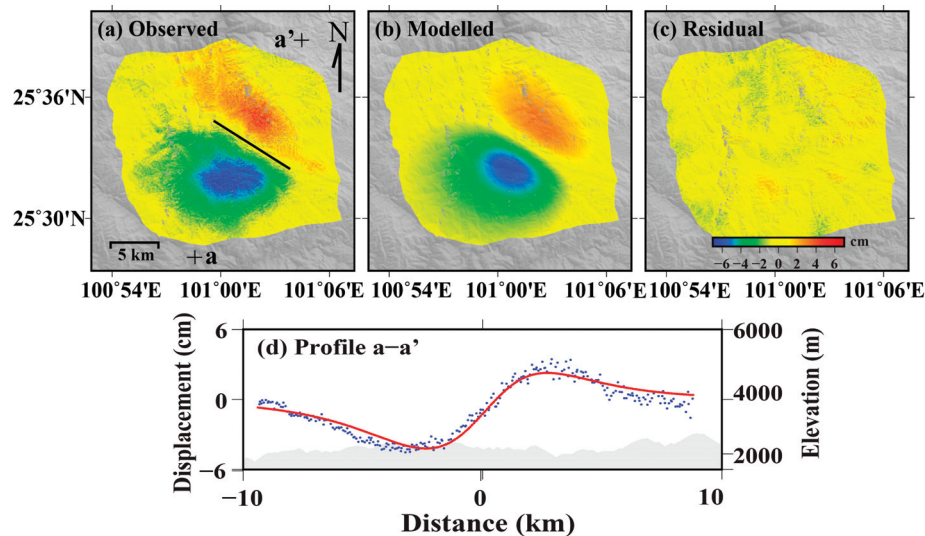 (a) Observed
a'+
N
(b) Modelled
(c) Residual
25°36'N
25°30'N
5 km
+a
cm
−6 −4 −2 0 2 4 6
100°54'E 101°00'E 101°06'E
100°54'E 101°00'E 101°06'E
100°54'E 101°00'E 101°06'E
(d) Profile a−a'
Displacement (cm)
6
0
−6
Elevation (m)
6000
4000
2000
−10 0 10
Distance (km)